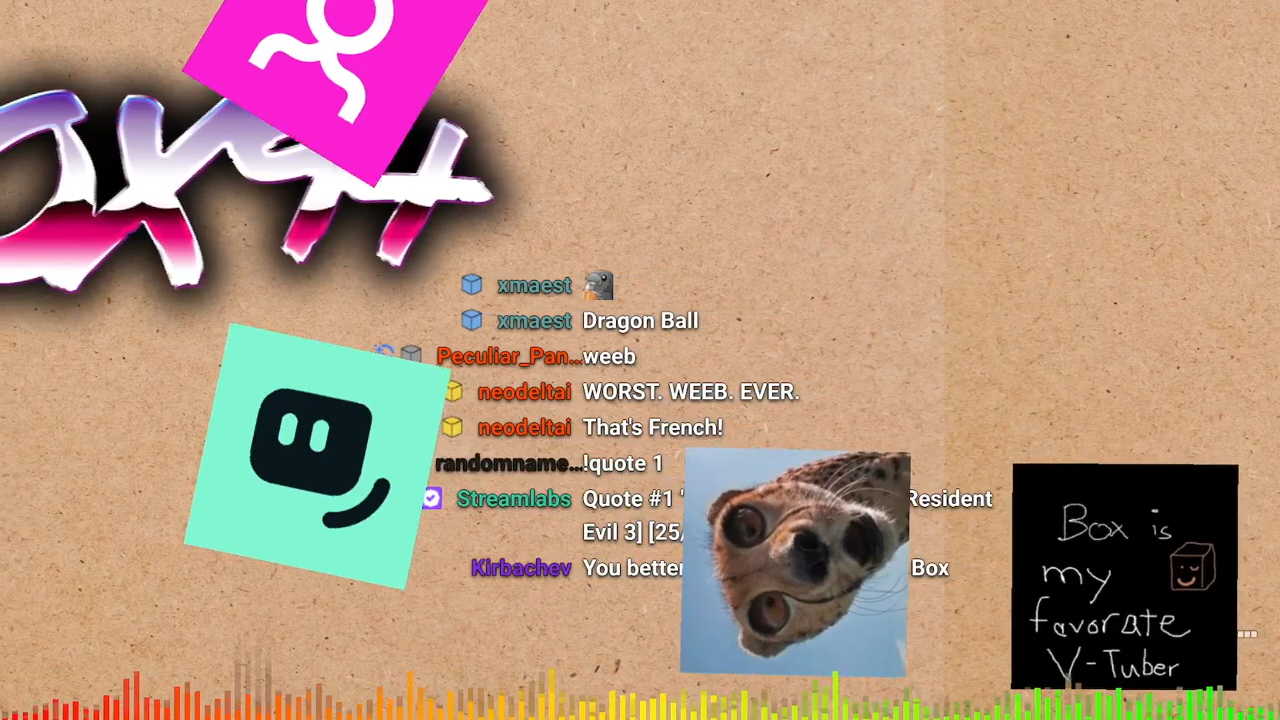 xmaest
xmaest Dragon Ball
Peculiar_Pan... weeb
neodeltai WORST. WEEB. EVER.
neodeltai That's French!
randomname... !quote 1
Streamlabs Quote #1 Resident
Evil 3] [25/
Kirbachev You better Box
Box is
my
favorate
V-Tuber